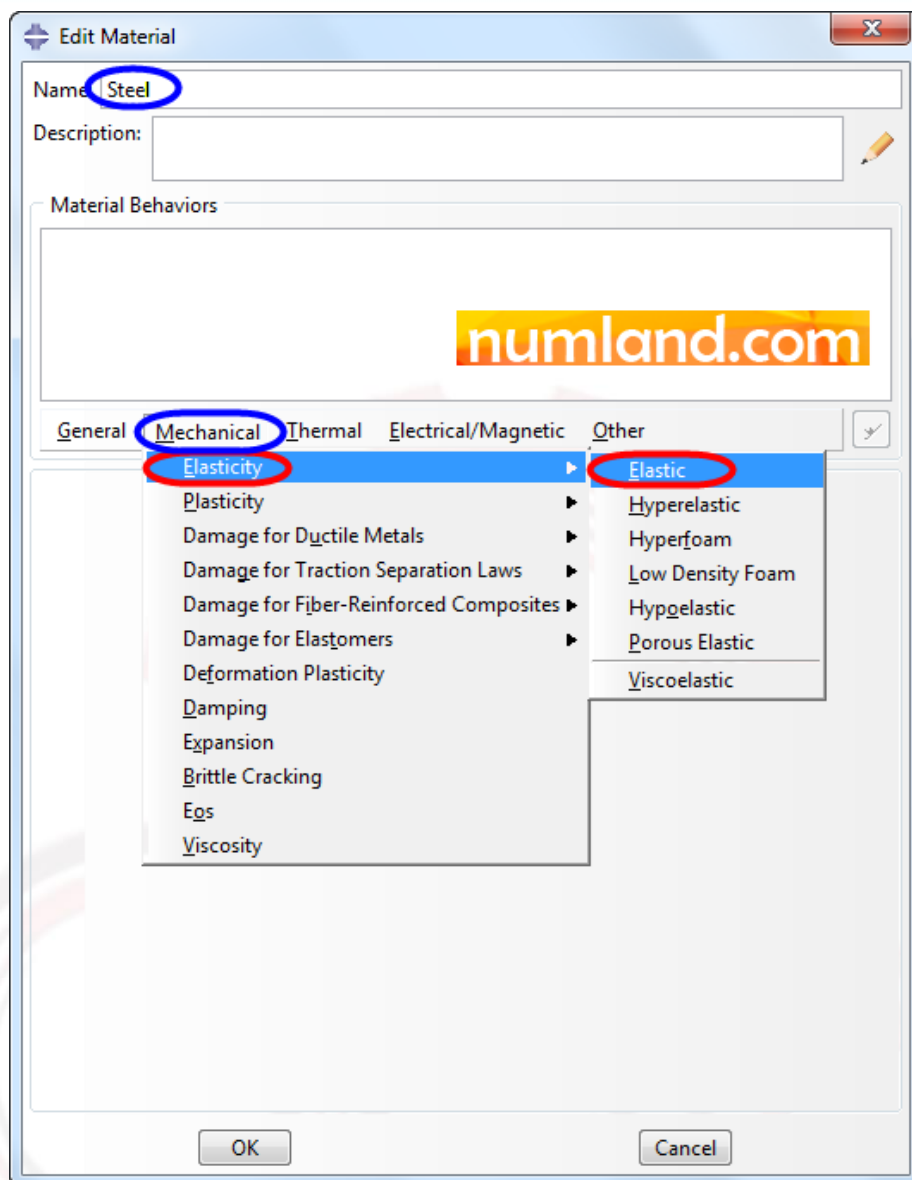 Edit Material
Name: Steel
Description:
Material Behaviors
numland.com
General Mechanical Thermal Electrical/Magnetic Other
Elasticity
Elastic
Plasticity
Hyperelastic
Damage for Ductile Metals
Hyperfoam
Damage for Traction Separation Laws
Low Density Foam
Damage for Fiber-Reinforced Composites
Hypoelastic
Damage for Elastomers
Porous Elastic
Deformation Plasticity
Viscoelastic
Damping
Expansion
Brittle Cracking
Eos
Viscosity
OK
Cancel